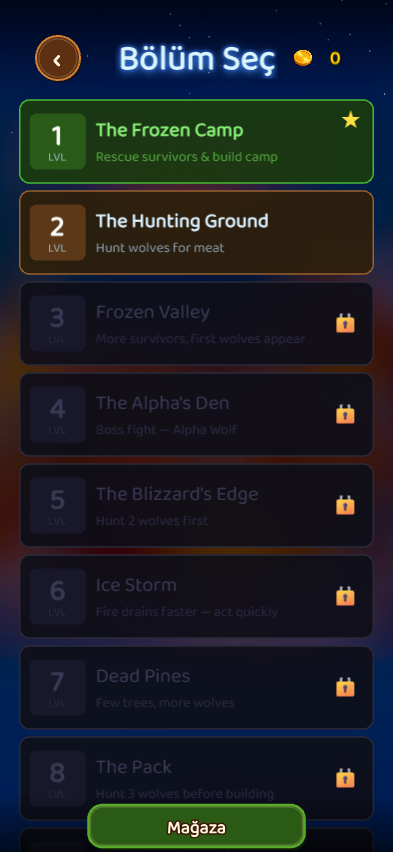 ‹ Bölüm Seç 0
1
LVL
The Frozen Camp
Rescue survivors & build camp
2
LVL
The Hunting Ground
Hunt wolves for meat
3
LVL
Frozen Valley
More survivors, first wolves appear
4
LVL
The Alpha's Den
Boss fight — Alpha Wolf
5
LVL
The Blizzard's Edge
Hunt 2 wolves first
6
LVL
Ice Storm
Fire drains faster — act quickly
7
LVL
Dead Pines
Few trees, more wolves
8
LVL
The Pack
Hunt 3 wolves before building
Mağaza